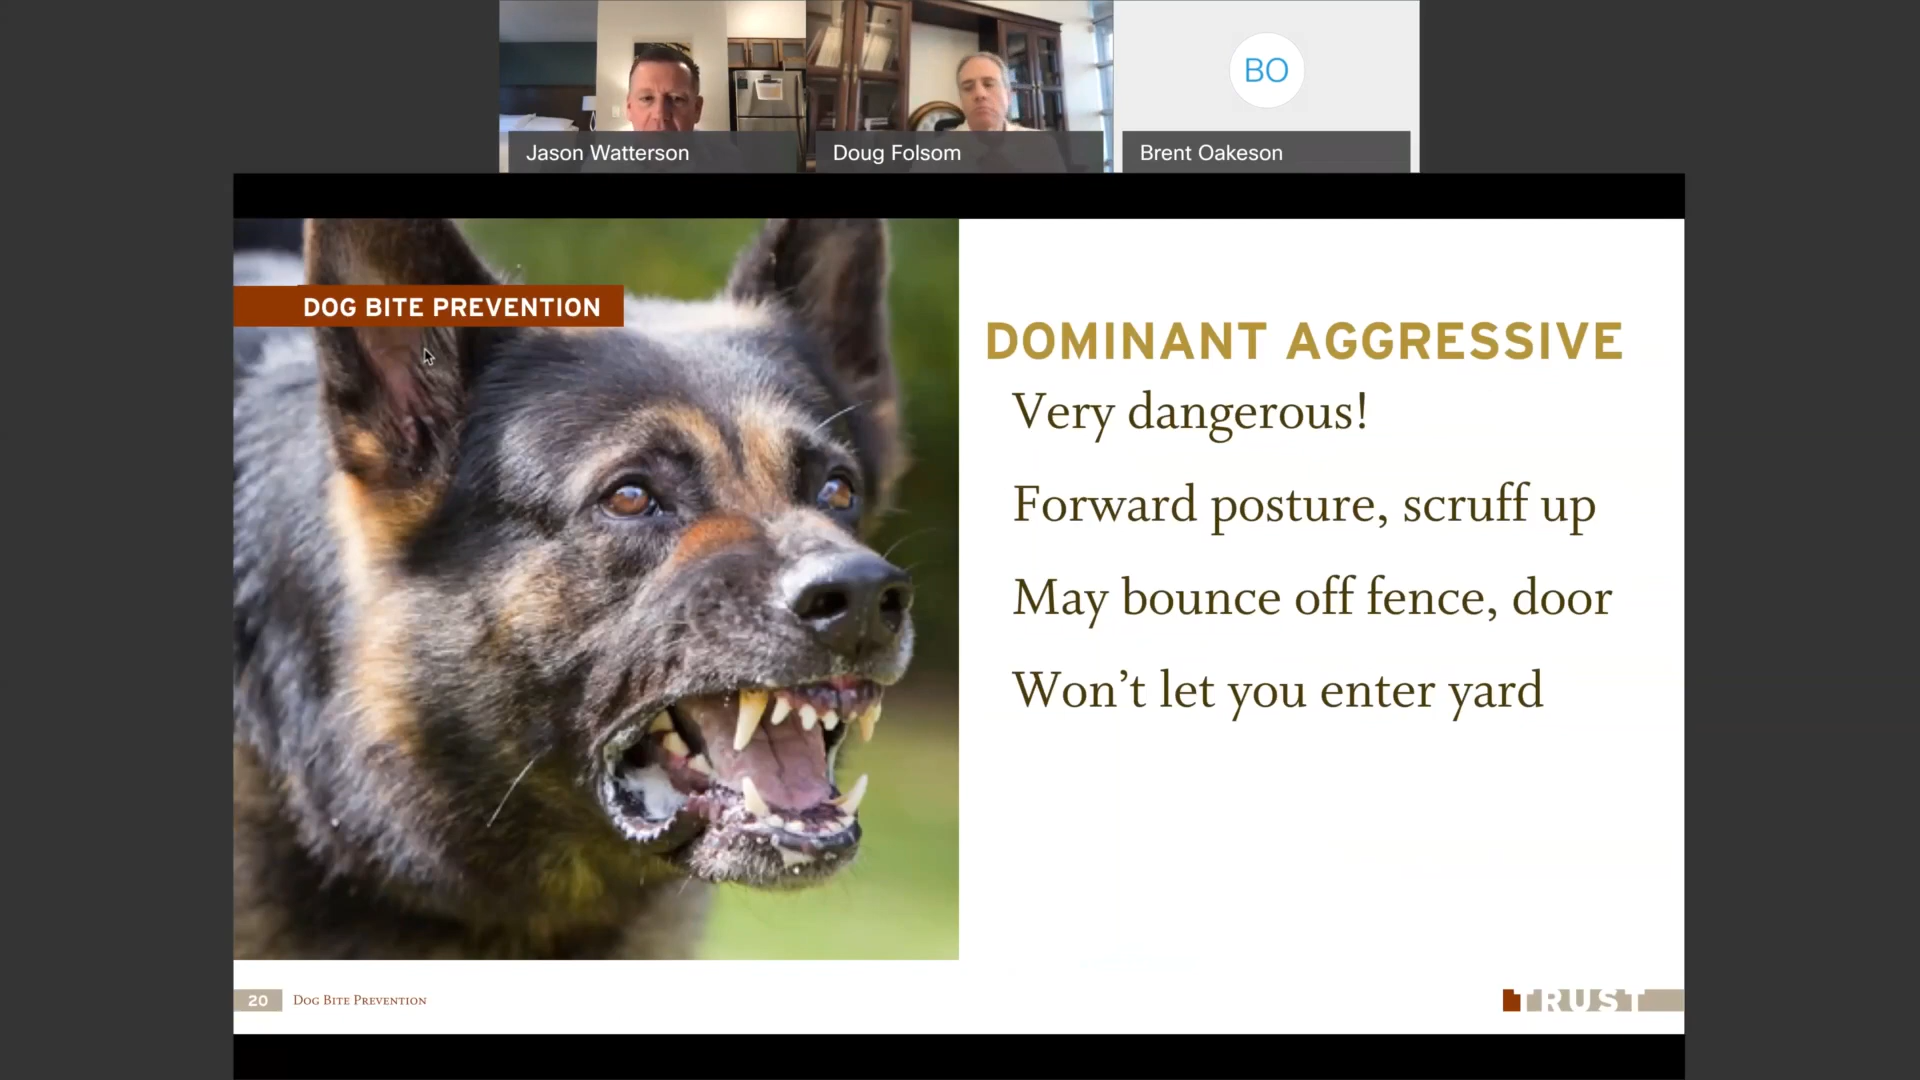 BO
Jason Watterson
Doug Folsom
Brent Oakeson
DOG BITE PREVENTION
DOMINANT AGGRESSIVE
Very dangerous!
Forward posture, scruff up
May bounce off fence, door
Won’t let you enter yard
20
Dog Bite Prevention
TRUST